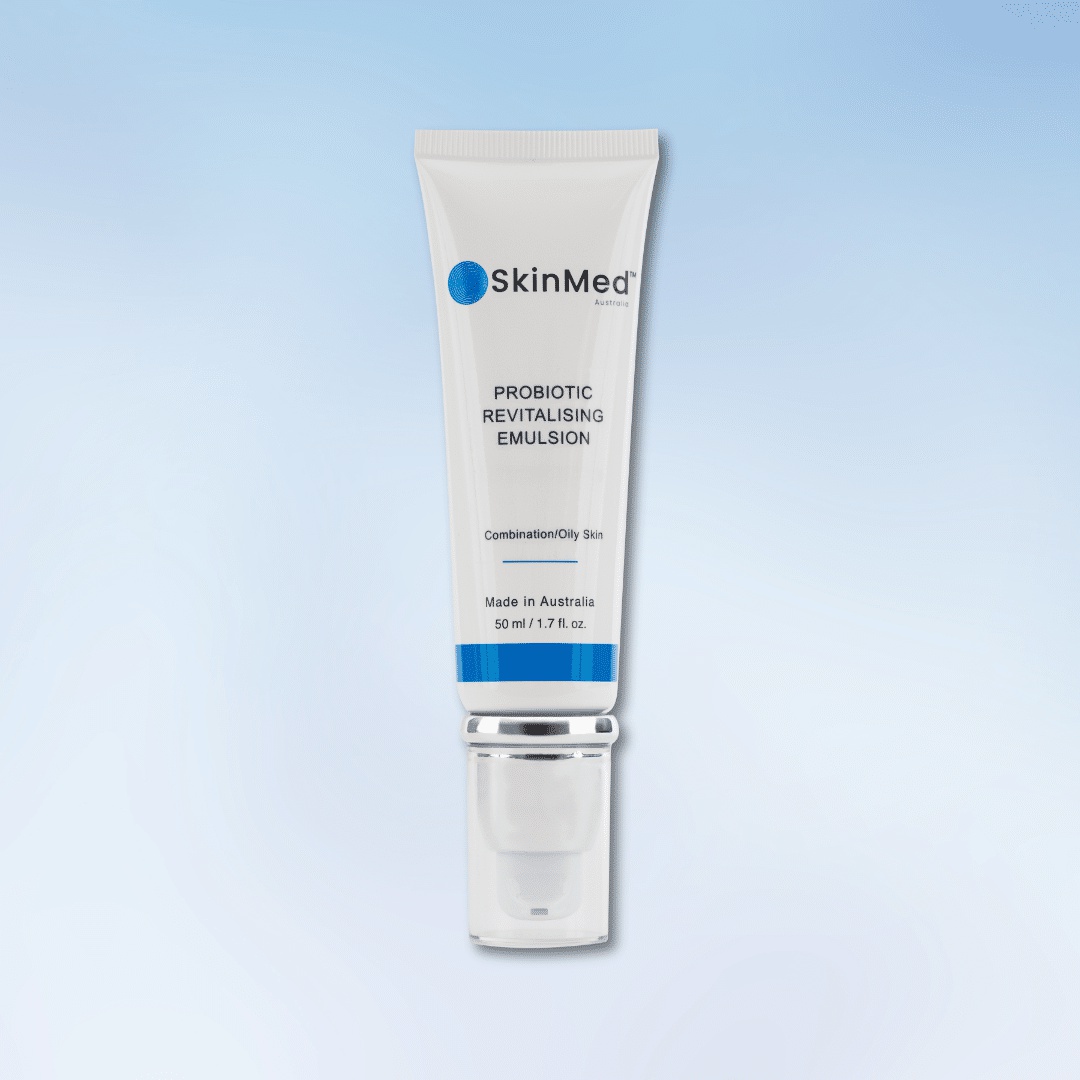 SkinMed™
Australia
PROBIOTIC
REVITALISING
EMULSION
Combination/Oily Skin
Made in Australia
50 ml / 1.7 fl. oz.